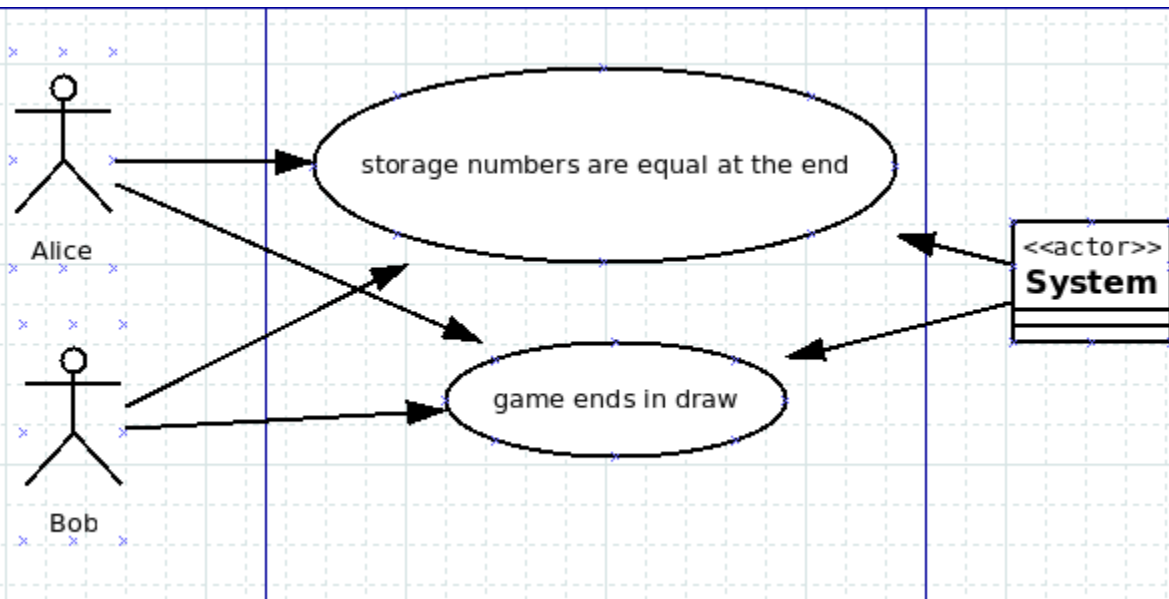 storage numbers are equal at the end
Alice
<<actor>>
System
game ends in draw
Bob